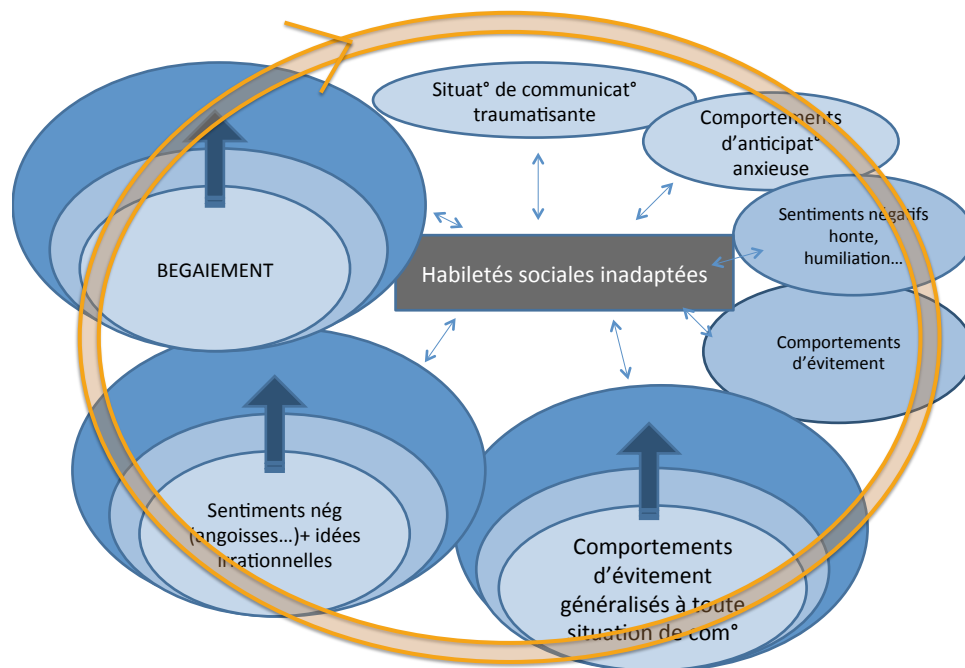 Situat° de communicat°
traumatisante
Comportements
d'anticipat°
anxieuse
Sentiments négatifs
honte,
humiliation...
Comportements
d'évitement
Comportements
d'évitement
généralisés à toute
situation de com°
Sentiments nég
(angoisses...)+ idées
irrationnelles
BEGAIEMENT
Habiletés sociales inadaptées